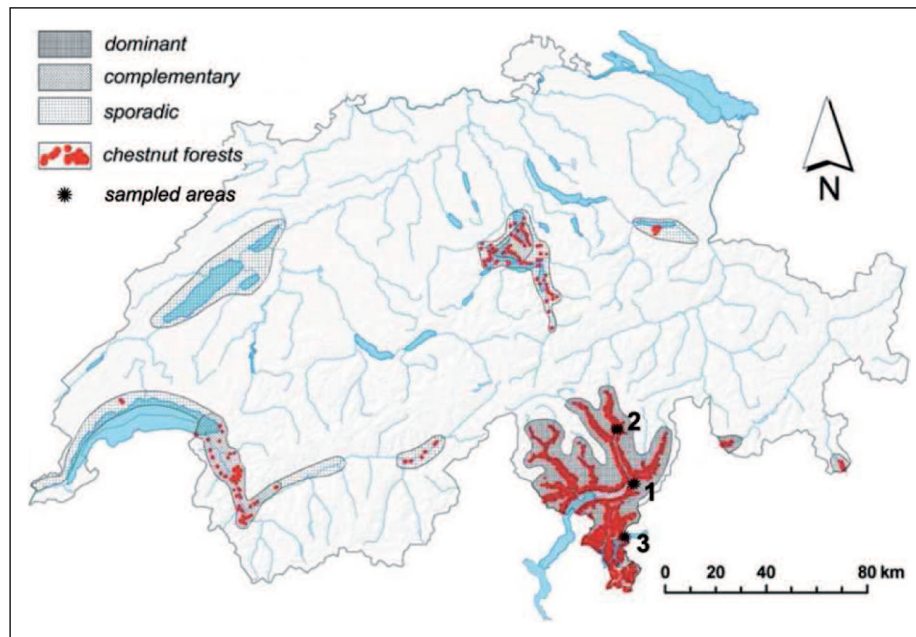 dominant
complementary
sporadic
chestnut forests
sampled areas
N
2
1
3
0 20 40 80 km